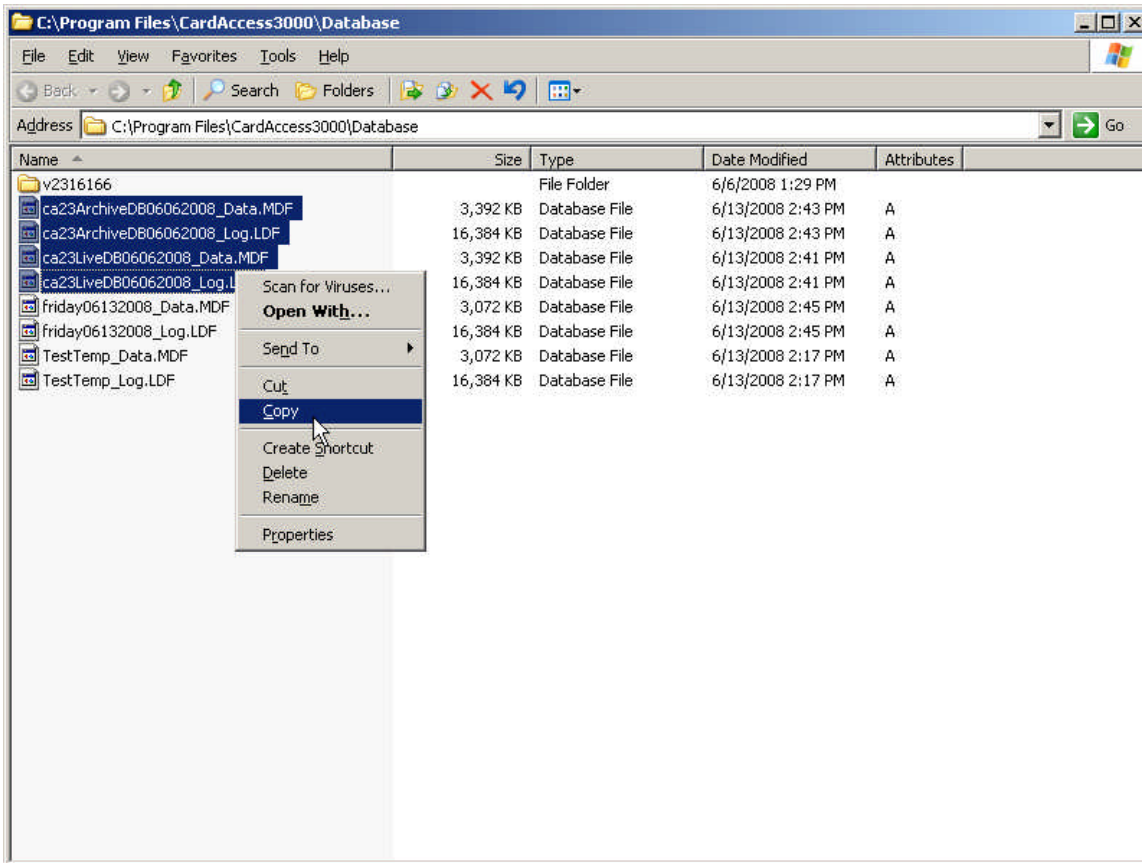 C:\Program Files\CardAccess3000\Database
File Edit View Favorites Tools Help
Back Search Folders
Address C:\Program Files\CardAccess3000\Database Go
Name Size Type Date Modified Attributes
v2316166 File Folder 6/6/2008 1:29 PM
ca23ArchiveDB06062008_Data.MDF 3,392 KB Database File 6/13/2008 2:43 PM A
ca23ArchiveDB06062008_Log.LDF 16,384 KB Database File 6/13/2008 2:43 PM A
ca23LiveDB06062008_Data.MDF 3,392 KB Database File 6/13/2008 2:41 PM A
ca23LiveDB06062008_Log.L 16,384 KB Database File 6/13/2008 2:41 PM A
friday06132008_Data.MDF 3,072 KB Database File 6/13/2008 2:45 PM A
friday06132008_Log.LDF 16,384 KB Database File 6/13/2008 2:45 PM A
TestTemp_Data.MDF 3,072 KB Database File 6/13/2008 2:17 PM A
TestTemp_Log.LDF 16,384 KB Database File 6/13/2008 2:17 PM A
Scan for Viruses...
Open With...
Send To
Cut
Copy
Create Shortcut
Delete
Rename
Properties